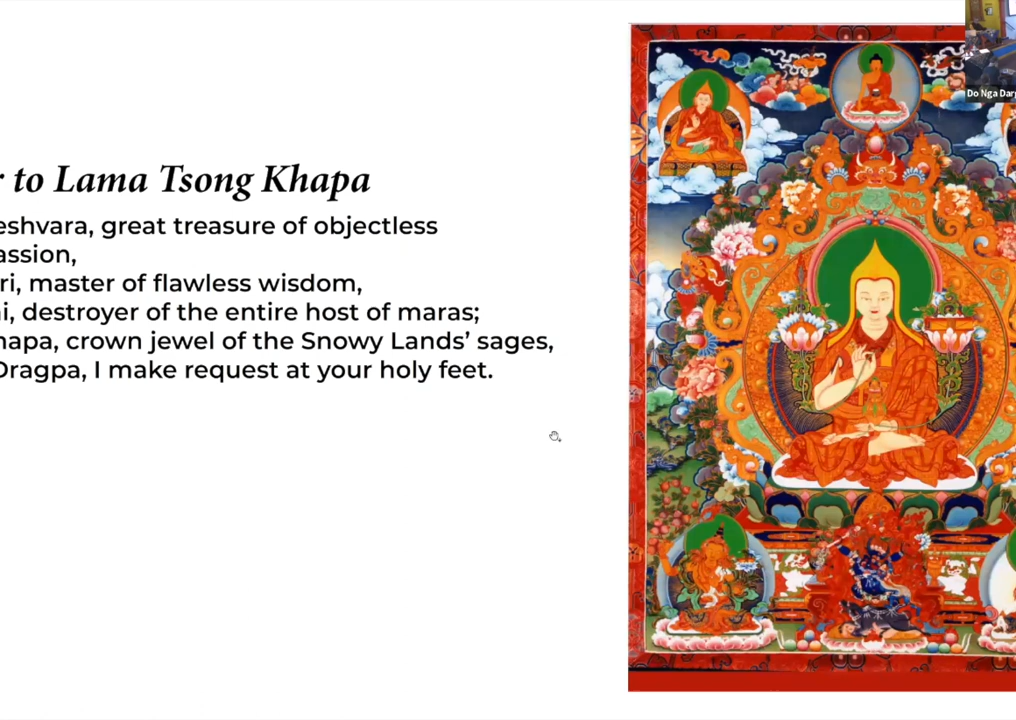 r to Lama Tsong Khapa
eshvara, great treasure of objectless
assion,
ri, master of flawless wisdom,
i, destroyer of the entire host of maras;
hapa, crown jewel of the Snowy Lands’ sages,
Dragpa, I make request at your holy feet.
Do Nga Darg